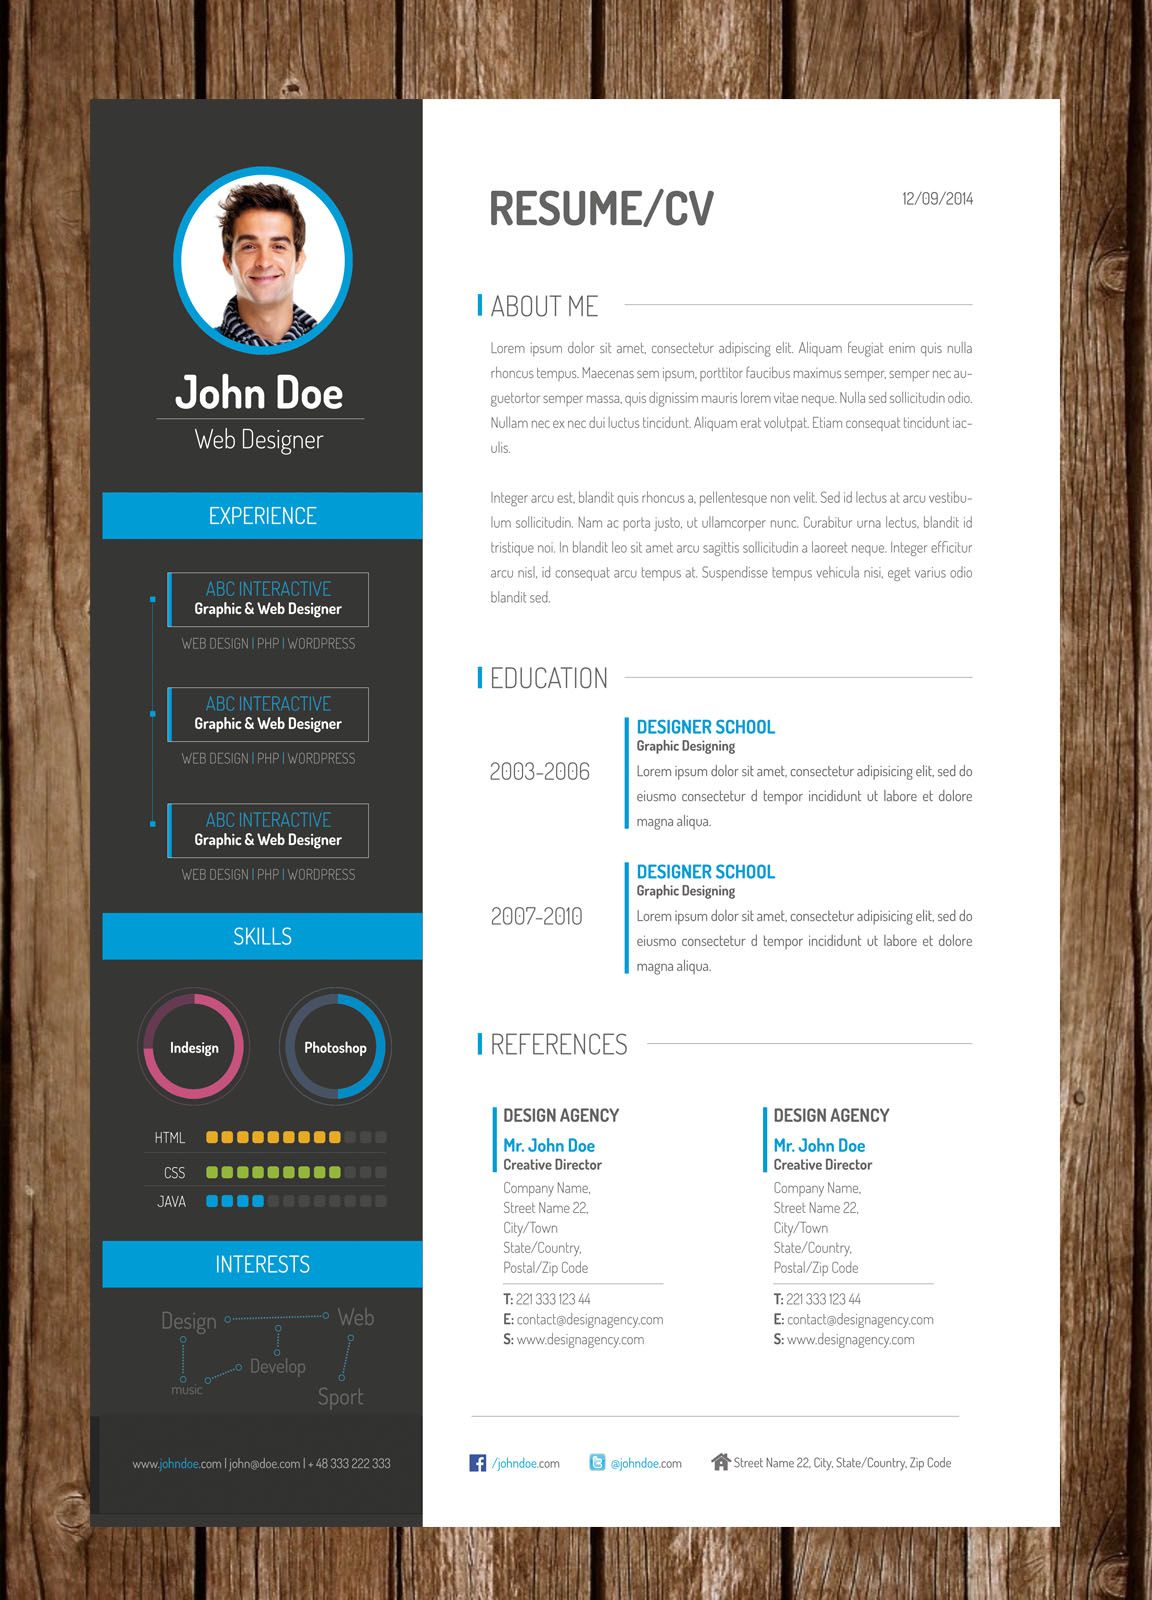 John Doe
Web Designer
EXPERIENCE
ABC INTERACTIVE
Graphic & Web Designer
WEB DESIGN | PHP | WORDPRESS
ABC INTERACTIVE
Graphic & Web Designer
WEB DESIGN | PHP | WORDPRESS
ABC INTERACTIVE
Graphic & Web Designer
WEB DESIGN | PHP | WORDPRESS
SKILLS
Indesign
Photoshop
HTML
CSS
JAVA
INTERESTS
Design
Web
Develop
music
Sport
www.johndoe.com | john@doe.com | + 48 333 222 333
RESUME/CV
12/09/2014
ABOUT ME
Lorem ipsum dolor sit amet, consectetur adipiscing elit. Aliquam feugiat enim quis nulla
rhoncus tempus. Maecenas sem ipsum, porttitor faucibus maximus semper, semper nec au-
guetortor semper massa, quis dignissim mauris lorem vitae neque. Nulla sed sollicitudin odio.
Nullam nec ex nec dui luctus tincidunt. Aliquam erat volutpat. Etiam consequat tincidunt iac-
ulis.
Integer arcu est, blandit quis rhoncus a, pellentesque non velit. Sed id lectus at arcu vestibu-
lum sollicitudin. Nam ac porta justo, ut ullamcorper nunc. Curabitur urna lectus, blandit id
tristique noi. In blandit leo sit amet arcu sagittis sollicitudin a laoreet neque. Integer efficitur
arcu nisl, id consequat arcu tempus at. Suspendisse tempus vehicula nisi, eget varius odio
blandit sed.
EDUCATION
2003-2006
DESIGNER SCHOOL
Graphic Designing
Lorem ipsum dolor sit amet, consectetur adipisicing elit, sed do
eiusmo consectetur d tempor incididunt ut labore et dolore
magna aliqua.
2007-2010
DESIGNER SCHOOL
Graphic Designing
Lorem ipsum dolor sit amet, consectetur adipisicing elit, sed do
eiusmo consectetur d tempor incididunt ut labore et dolore
magna aliqua.
REFERENCES
DESIGN AGENCY
Mr. John Doe
Creative Director
Company Name,
Street Name 22,
City/Town
State/Country,
Postal/Zip Code
T: 221 333 123 44
E: contact@designagency.com
S: www.designagency.com
DESIGN AGENCY
Mr. John Doe
Creative Director
Company Name,
Street Name 22,
City/Town
State/Country,
Postal/Zip Code
T: 221 333 123 44
E: contact@designagency.com
S: www.designagency.com
/johndoe.com
@johndoe.com
Street Name 22, City, State/Country, Zip Code